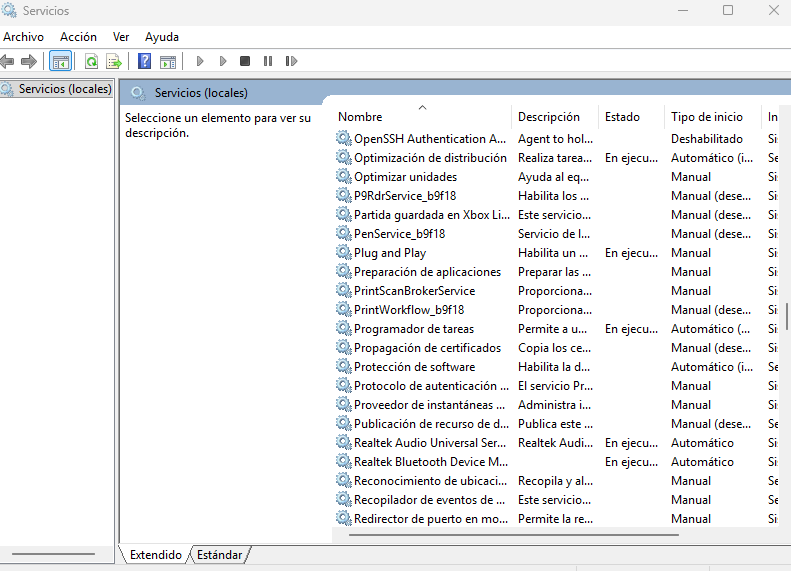 Servicios
Archivo Acción Ver Ayuda
Servicios (locales)
Servicios (locales)
Seleccione un elemento para ver su
descripción.
Nombre Descripción Estado Tipo de inicio In
OpenSSH Authentication A... Agent to hol... Deshabilitado Si
Optimización de distribución Realiza tarea... En ejecu... Automático (i... Se
Optimizar unidades Ayuda al eq... Manual Si
P9RdrService_b9f18 Habilita los ... Manual (dese... Si
Partida guardada en Xbox Li... Este servicio... Manual (dese... Si
PenService_b9f18 Servicio de l... Manual (dese... Si
Plug and Play Habilita un ... En ejecu... Manual Si
Preparación de aplicaciones Preparar las ... Manual Si
PrintScanBrokerService Proporciona... Manual Si
PrintWorkflow_b9f18 Proporciona... Manual (dese... Si
Programador de tareas Permite a u... En ejecu... Automático (... Si
Propagación de certificados Copia los ce... Manual (dese... Si
Protección de software Habilita la d... Automático (i... Se
Protocolo de autenticación ... El servicio Pr... Manual Si
Proveedor de instantáneas ... Administra i... Manual Si
Publicación de recurso de d... Publica este ... Manual (dese... Se
Realtek Audio Universal Ser... Realtek Audi... En ejecu... Automático Si
Realtek Bluetooth Device M... En ejecu... Automático Si
Reconocimiento de ubicaci... Recopila y al... Manual Se
Recopilador de eventos de ... Este servicio... Manual Se
Redirector de puerto en mo... Permite la re... Manual Si
Extendido Estándar